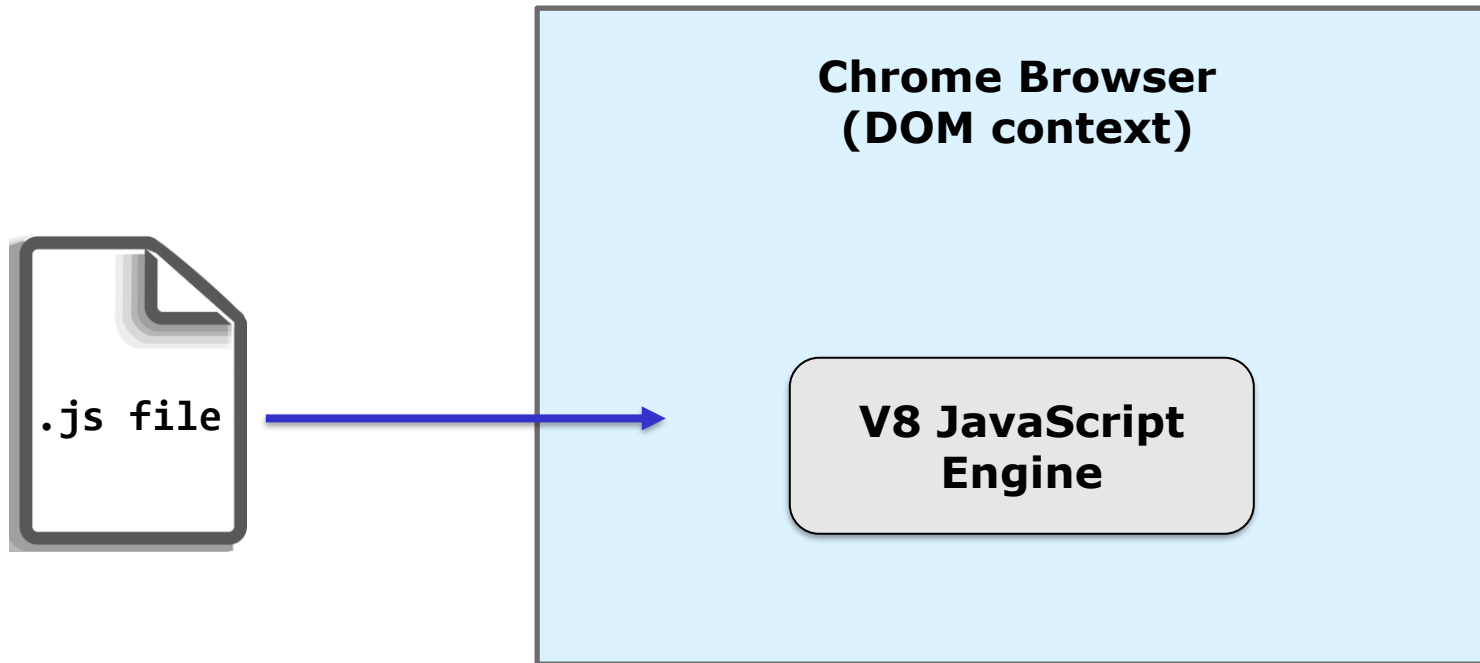 Chrome Browser
(DOM context)
.js file
V8 JavaScript
Engine